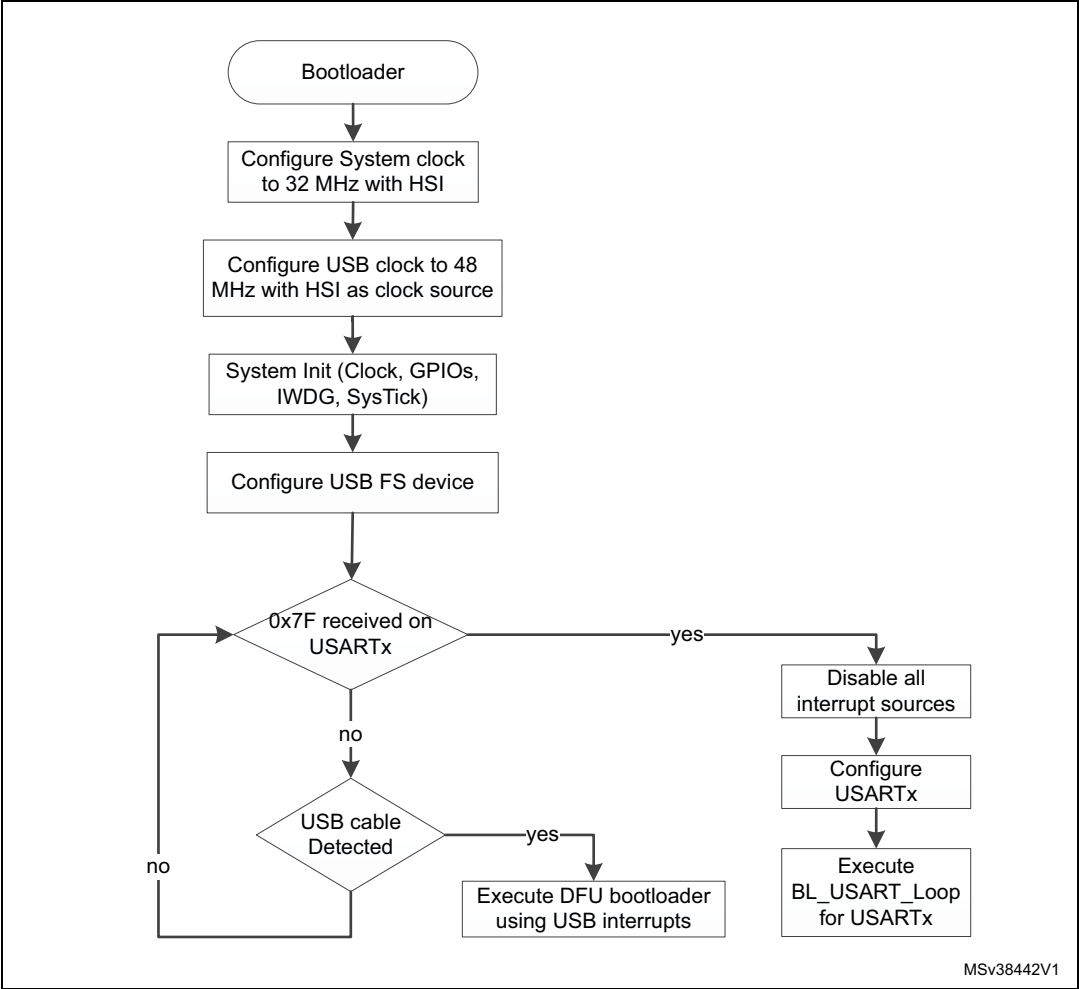 Bootloader
Configure System clock
to 32 MHz with HSI
Configure USB clock to 48
MHz with HSI as clock source
System Init (Clock, GPIOs,
IWDG, SysTick)
Configure USB FS device
0x7F received on
USARTx
yes
Disable all
interrupt sources
no
Configure
USARTx
USB cable
Detected
yes
no
Execute
BL_USART_Loop
for USARTx
Execute DFU bootloader
using USB interrupts
MSv38442V1